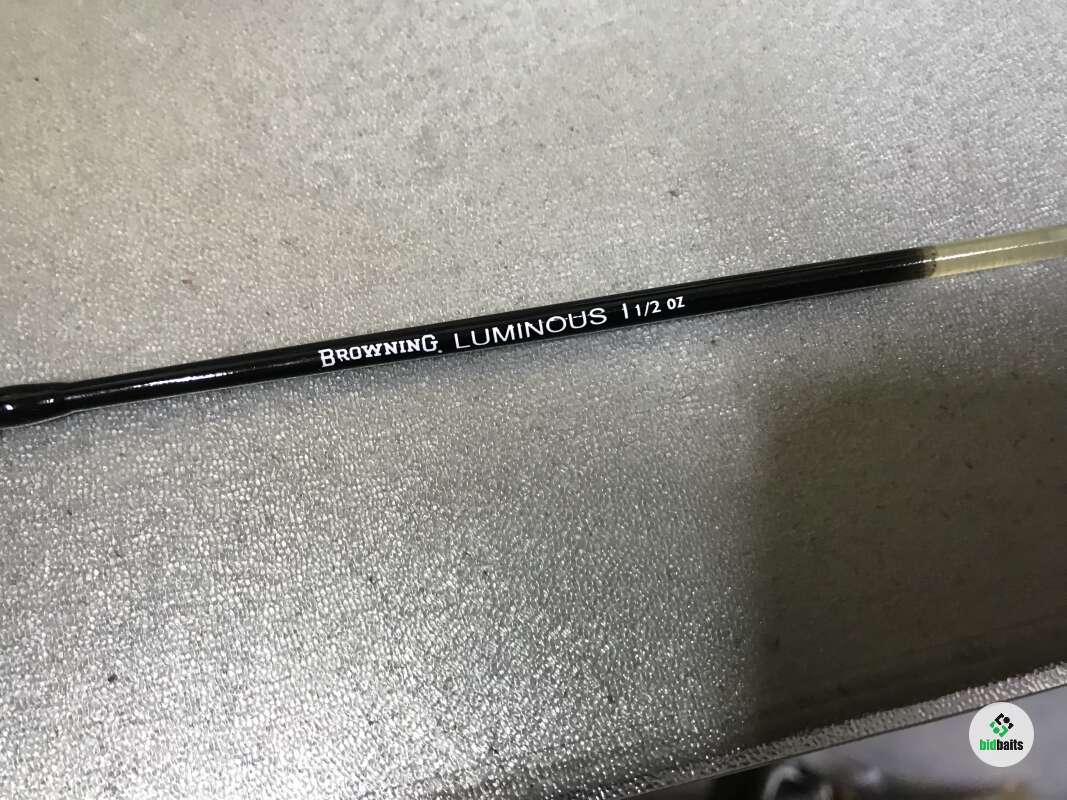 BROWNING. LUMINOUS 1 1/2 oz
bidbaits